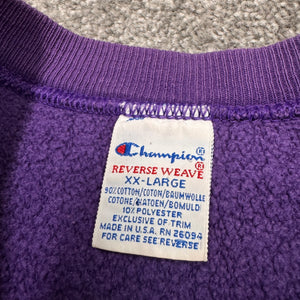 Champion
REVERSE WEAVE
XX-LARGE
90% COTTON/COTON/BAUMWOLLE
COTONE/KATOEN/BOMULD
10% POLYESTER
EXCLUSIVE OF TRIM
MADE IN U.S.A. RN 26094
FOR CARE SEE REVERSE